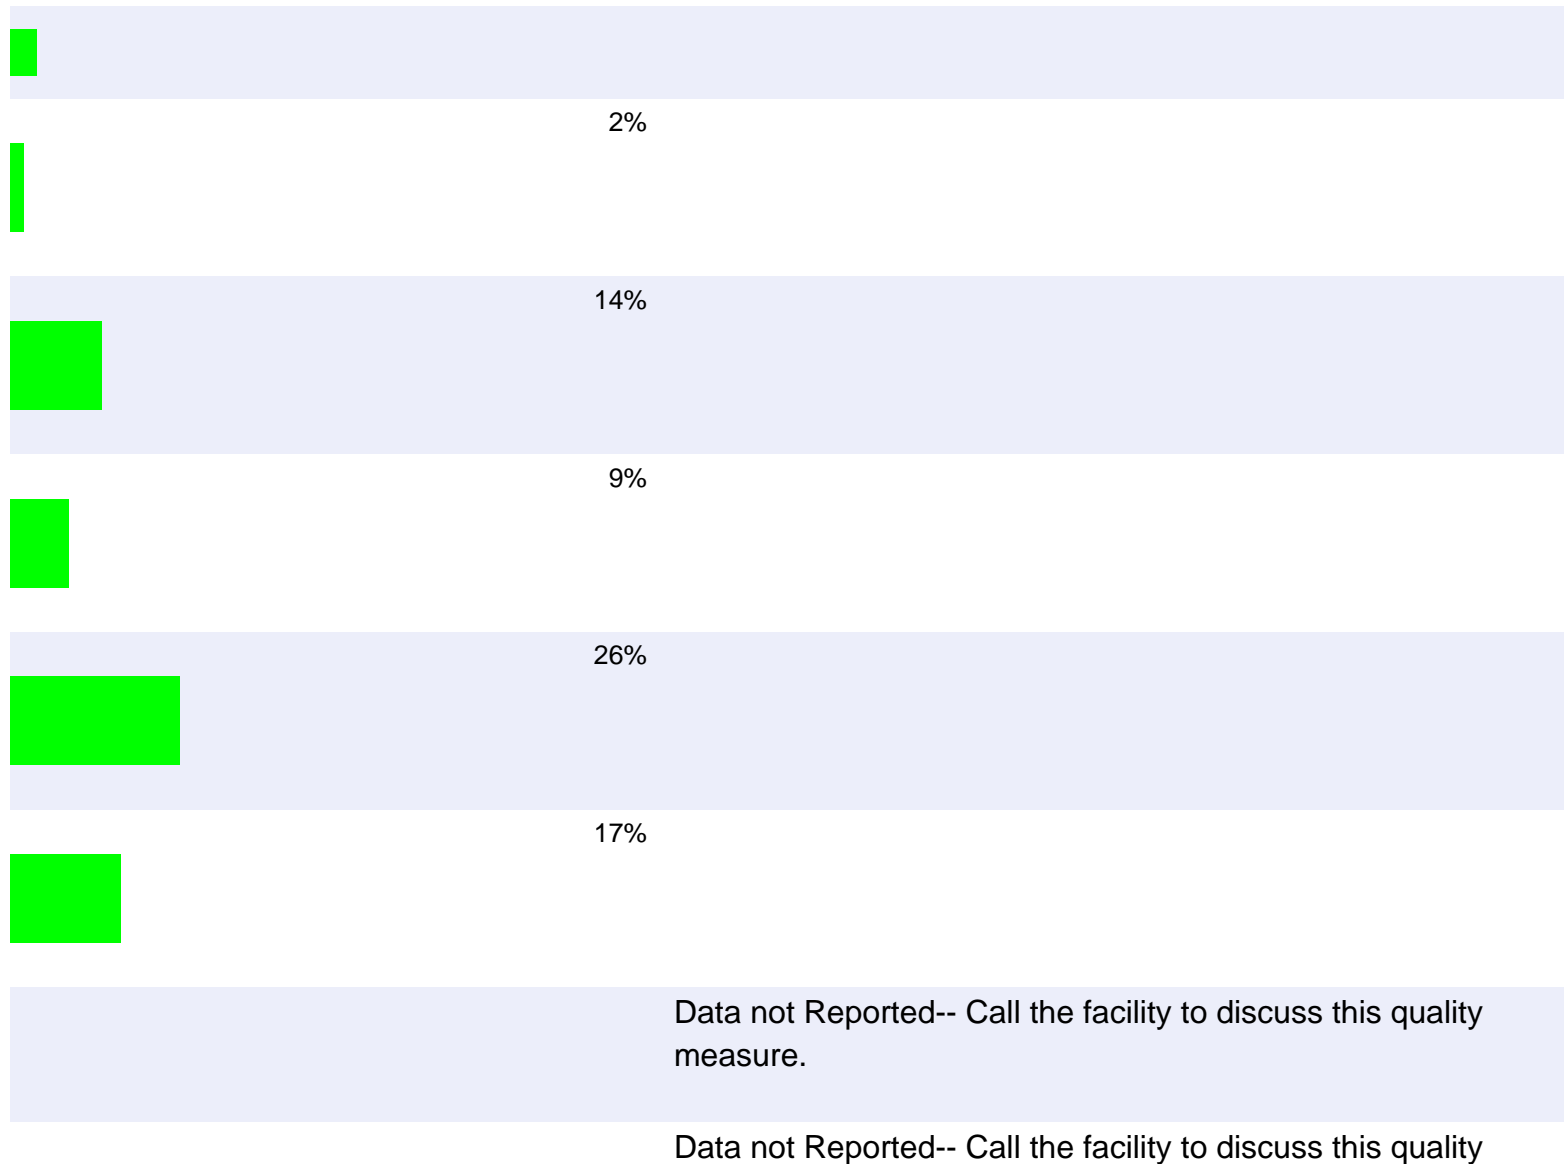 2%
14%
9%
26%
17%
Data not Reported-- Call the facility to discuss this quality
measure.
Data not Reported-- Call the facility to discuss this quality